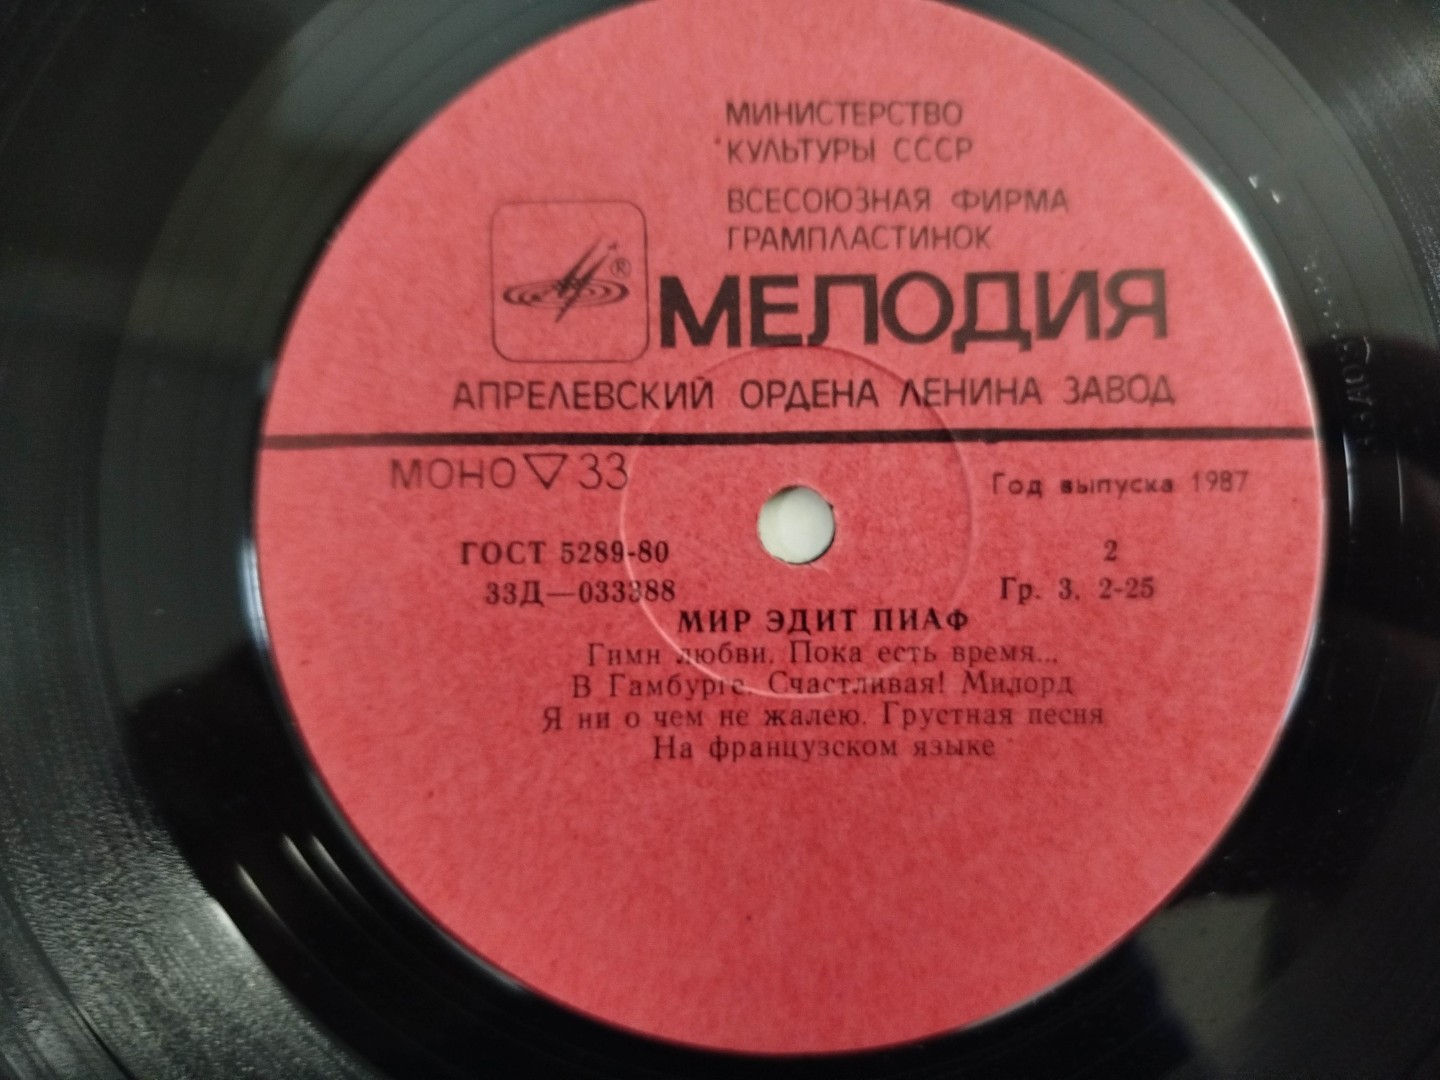 МИНИСТЕРСТВО
КУЛЬТУРЫ СССР
ВСЕСОЮЗНАЯ ФИРМА
ГРАМПЛАСТИНОК
®
МЕЛОДИЯ
АПРЕЛЕВСКИЙ ОРДЕНА ЛЕНИНА ЗАВОД
МОНО ▽ 33
Год выпуска 1987
ГОСТ 5289-80
2
33Д—033388
Гр. 3. 2-25
МИР ЭДИТ ПИАФ
Гимн любви. Пока есть время...
В Гамбурге. Счастливая! Милорд
Я ни о чем не жалею. Грустная песня
На французском языке